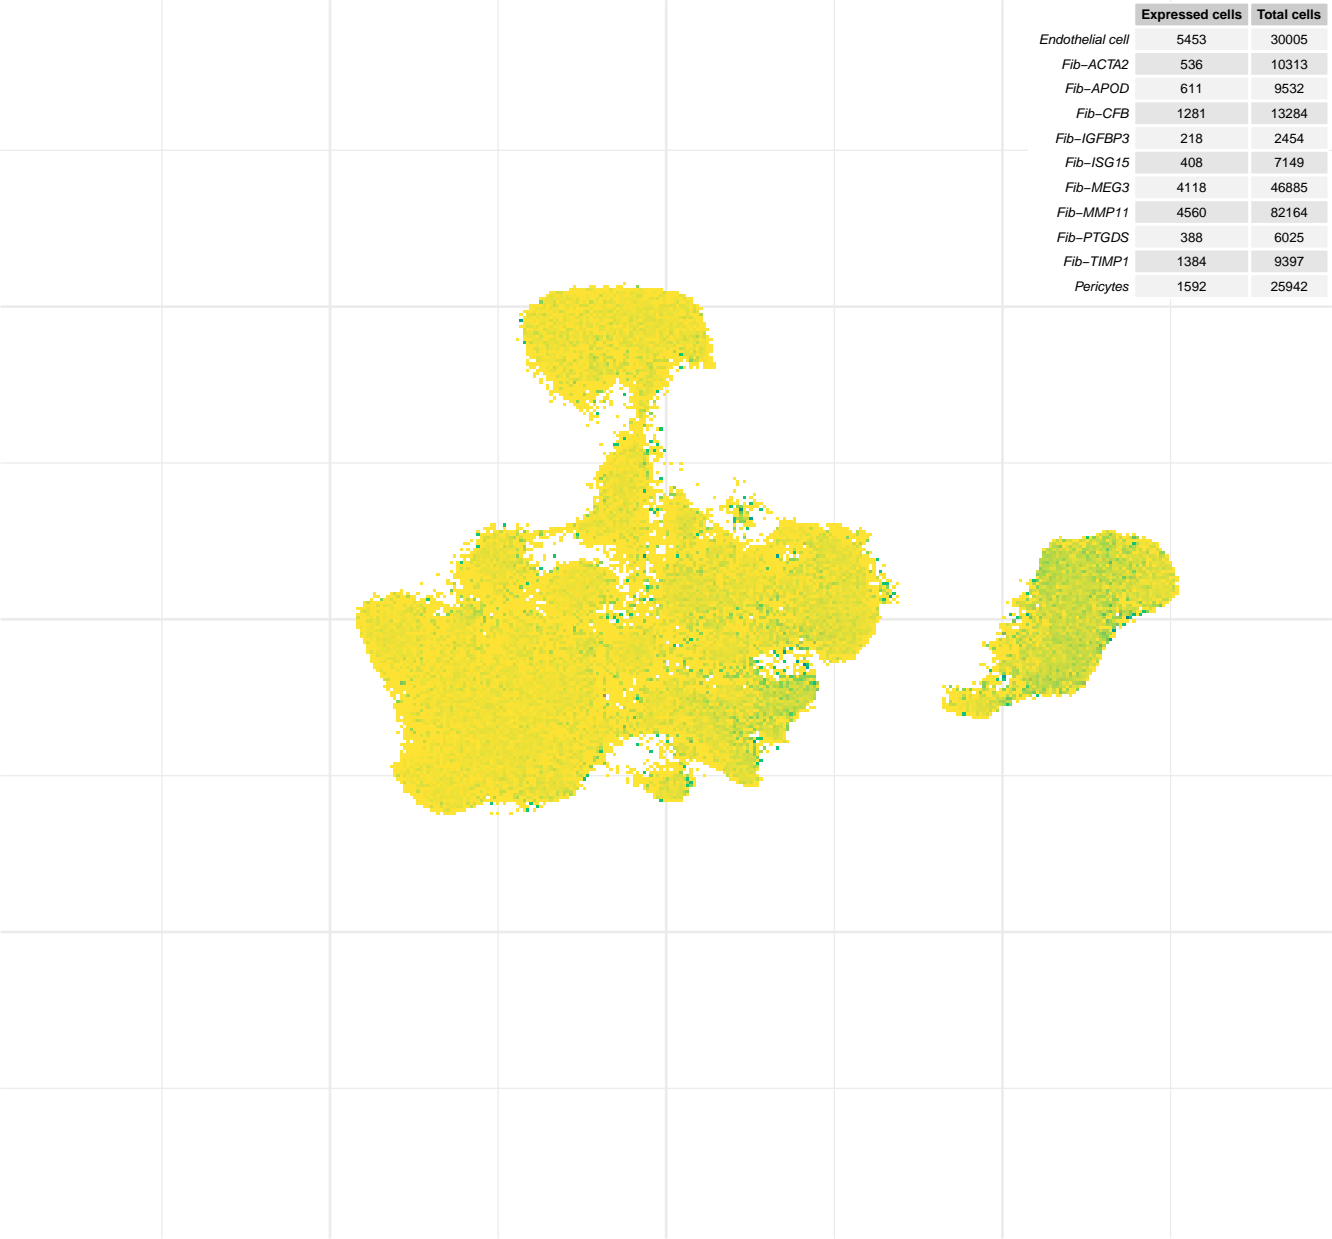 Expressed cells Total cells
Endothelial cell 5453 30005
Fib−ACTA2 536 10313
Fib−APOD 611 9532
Fib−CFB 1281 13284
Fib−IGFBP3 218 2454
Fib−ISG15 408 7149
Fib−MEG3 4118 46885
Fib−MMP11 4560 82164
Fib−PTGDS 388 6025
Fib−TIMP1 1384 9397
Pericytes 1592 25942